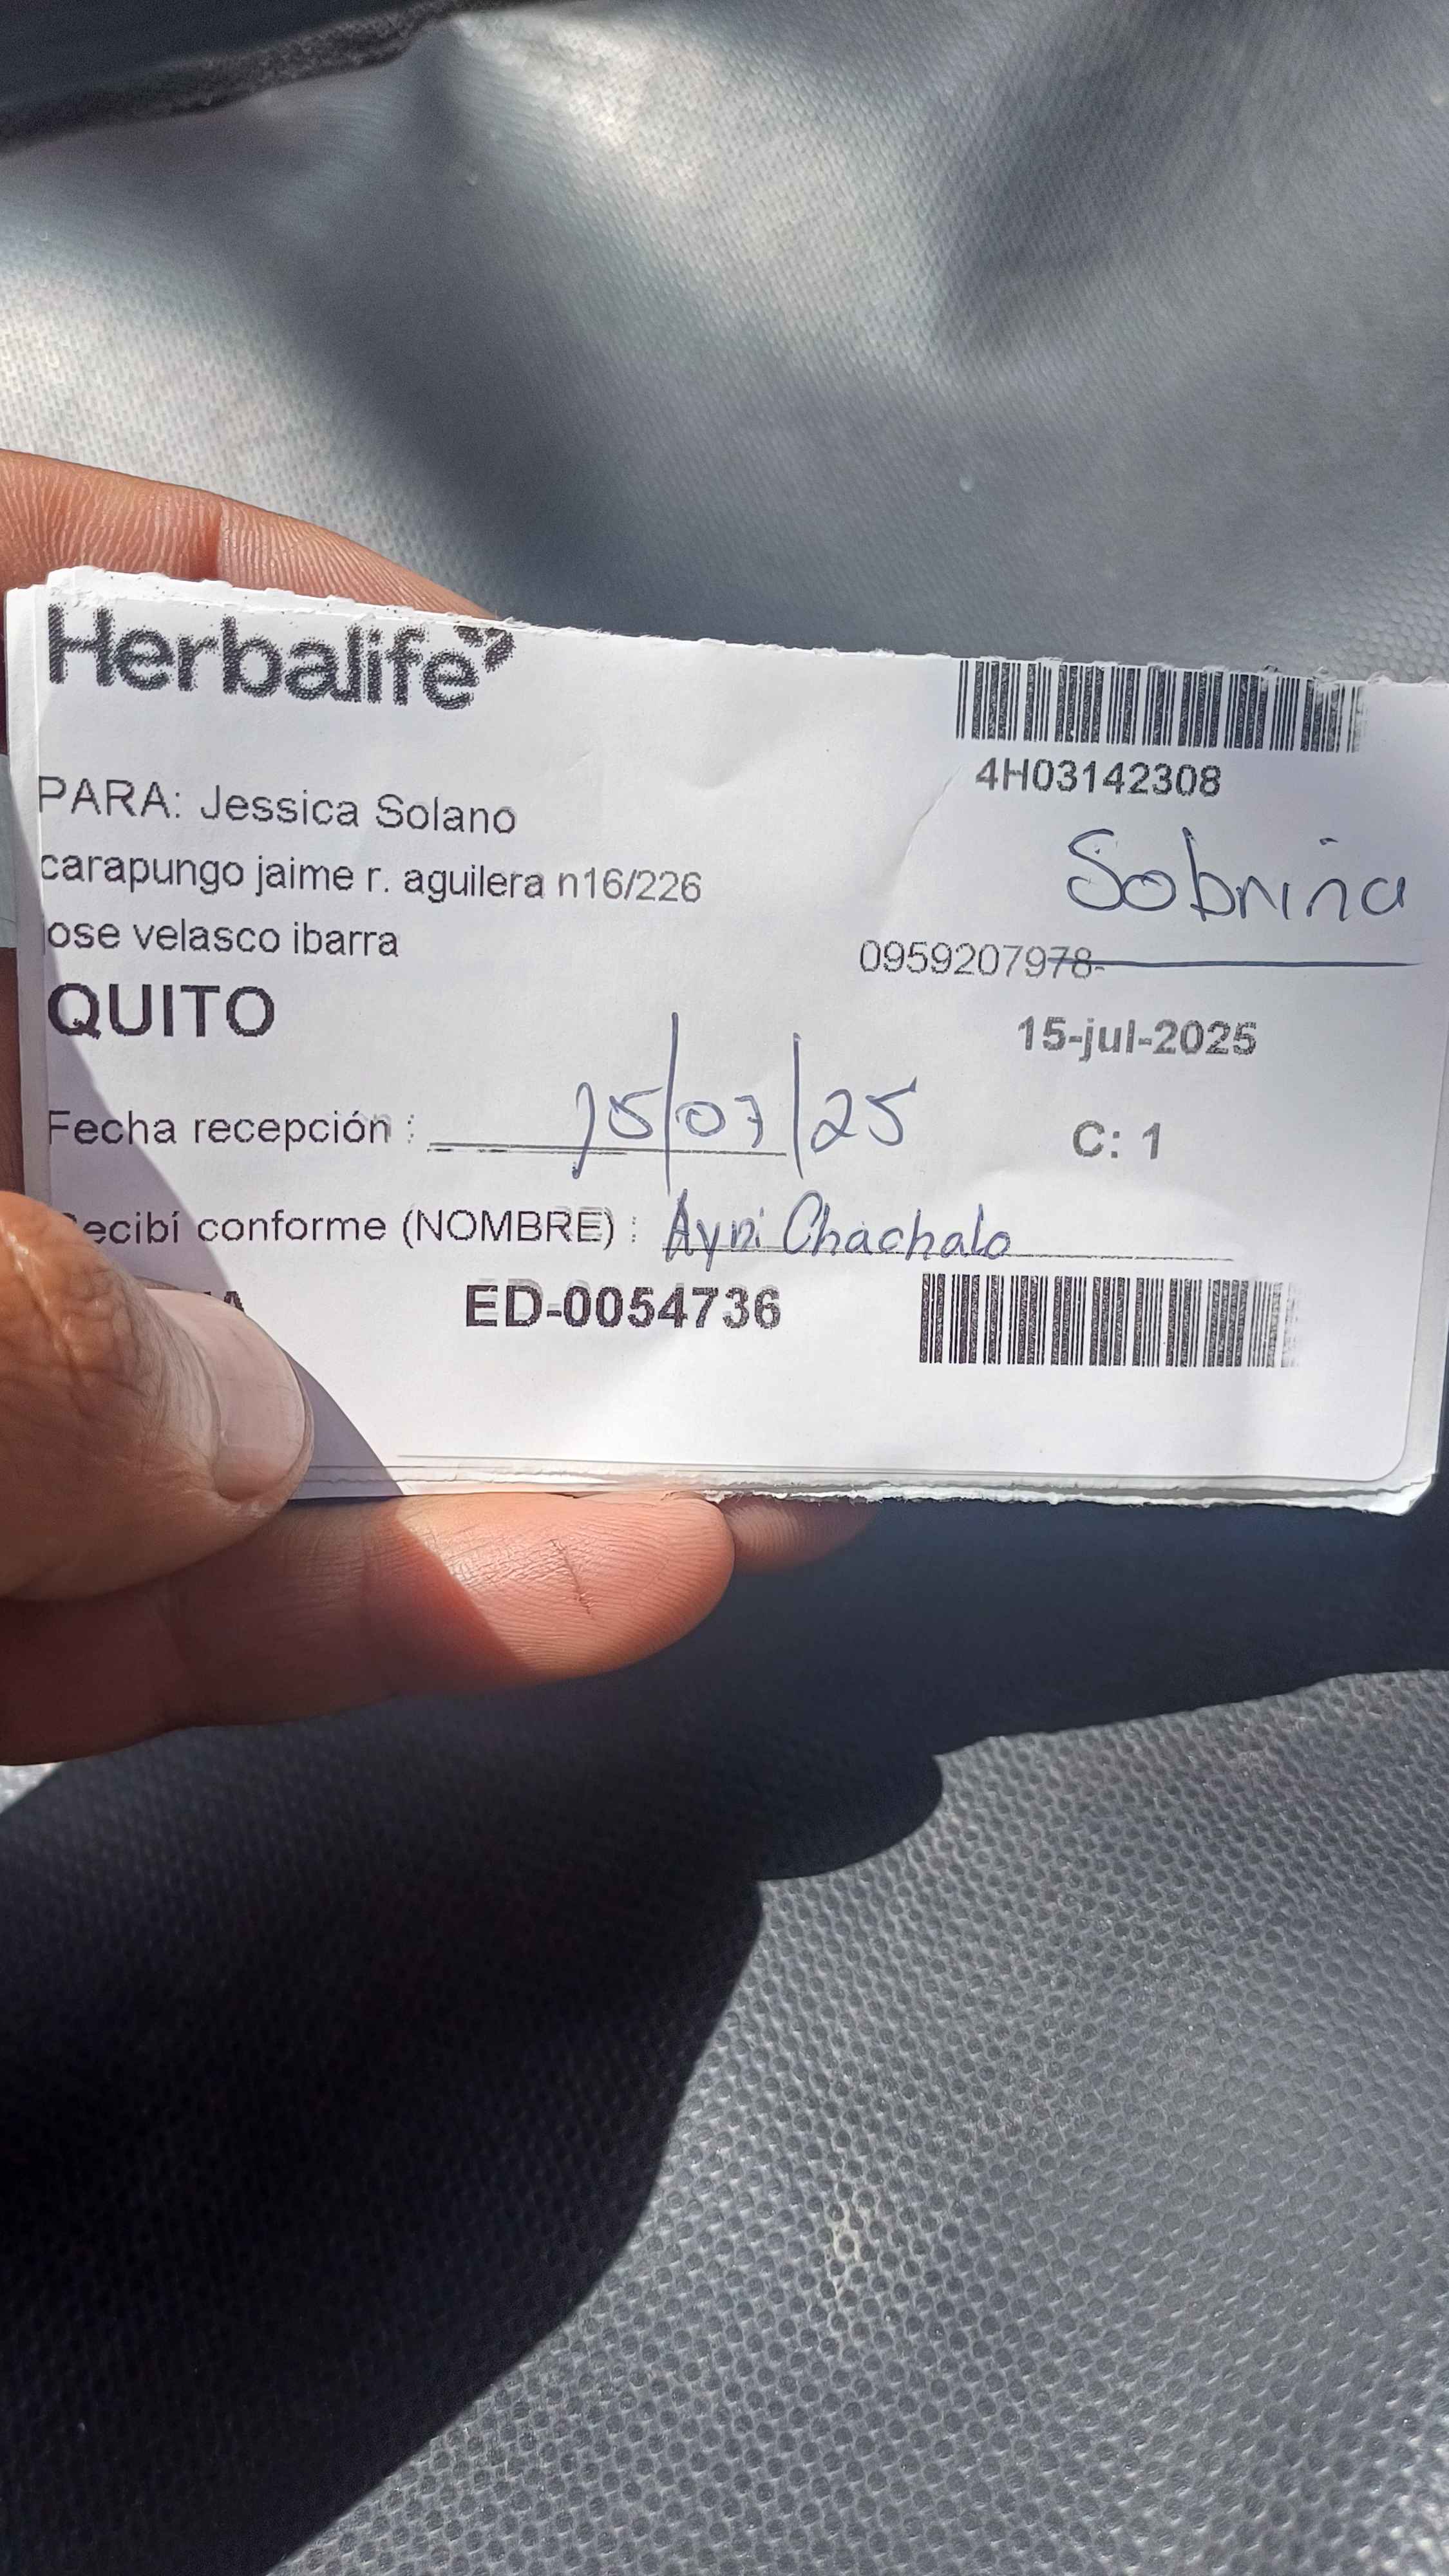 Herbalife
4H03142308
PARA: Jessica Solano
carapungo jaime r. aguilera n16/226
Sobrina
jose velasco ibarra
0959207978-
QUITO
15-jul-2025
Fecha recepción : 15/07/25
C: 1
Recibí conforme (NOMBRE) : Ayni Chachalo
ED-0054736